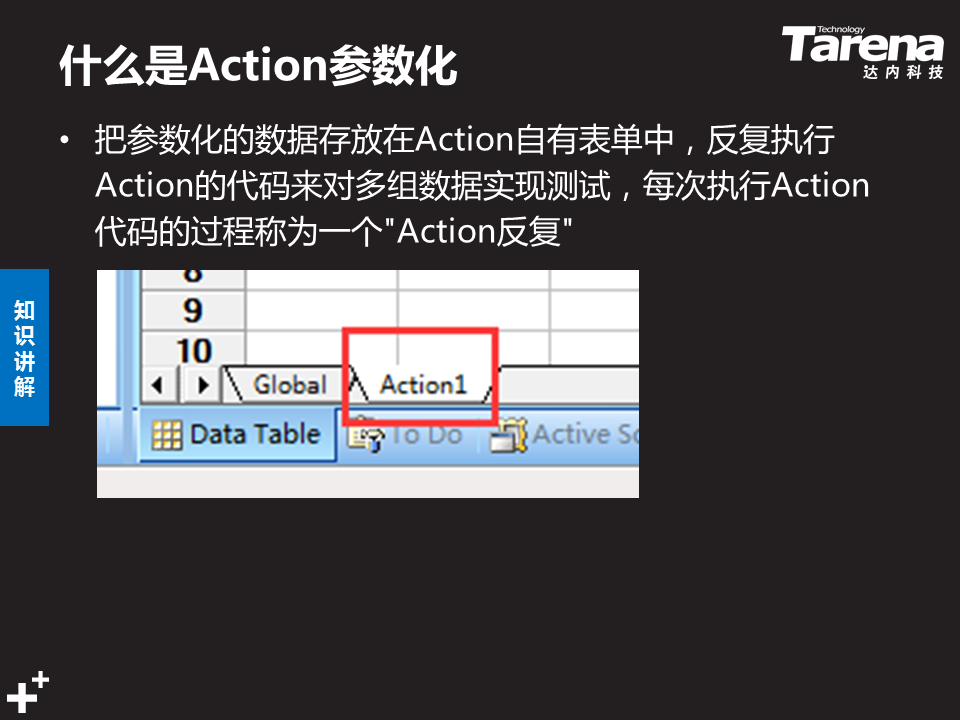 什么是Action参数化
Technology
Tarena
达内科技
• 把参数化的数据存放在Action自有表单中，反复执行
Action的代码来对多组数据实现测试，每次执行Action
代码的过程称为一个"Action反复"
知识讲解
8
9
10
Global Action1
Data Table To Do Active